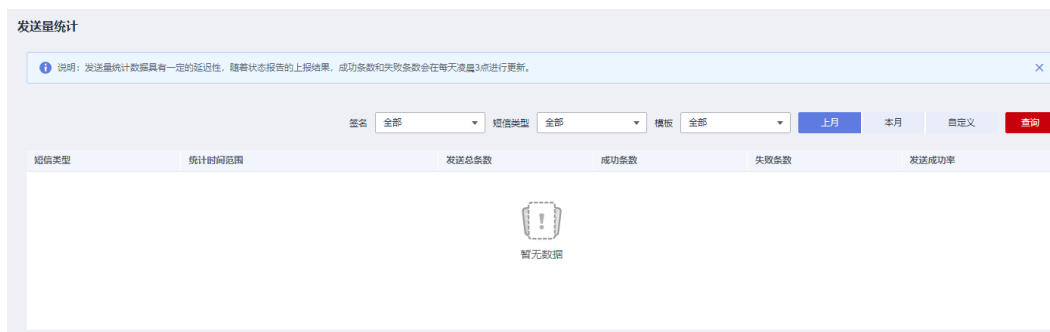 发送量统计
说明：发送量统计数据具有一定的延迟性，随着状态报告的上报结果，成功条数和失败条数会在每天凌晨3点进行更新。
签名 全部 短信类型 全部 模板 全部 上月 本月 自定义 查询
短信类型 统计时间范围 发送总条数 成功条数 失败条数 发送成功率
暂无数据